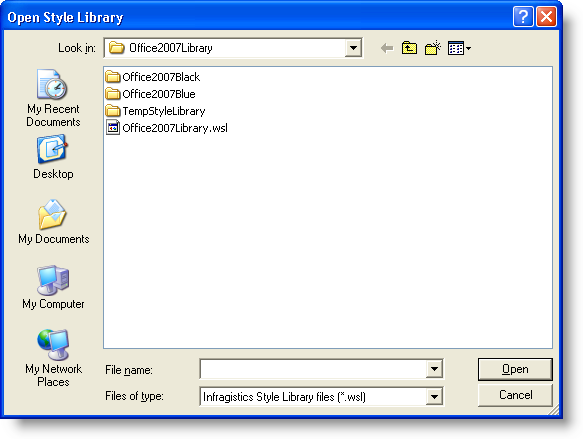 Open Style Library
Look in: Office2007Library
My Recent
Documents
Desktop
My Documents
My Computer
My Network
Places
Office2007Black
Office2007Blue
TempStyleLibrary
Office2007Library.wsl
File name:
Open
Files of type: Infragistics Style Library files (*.wsl)
Cancel